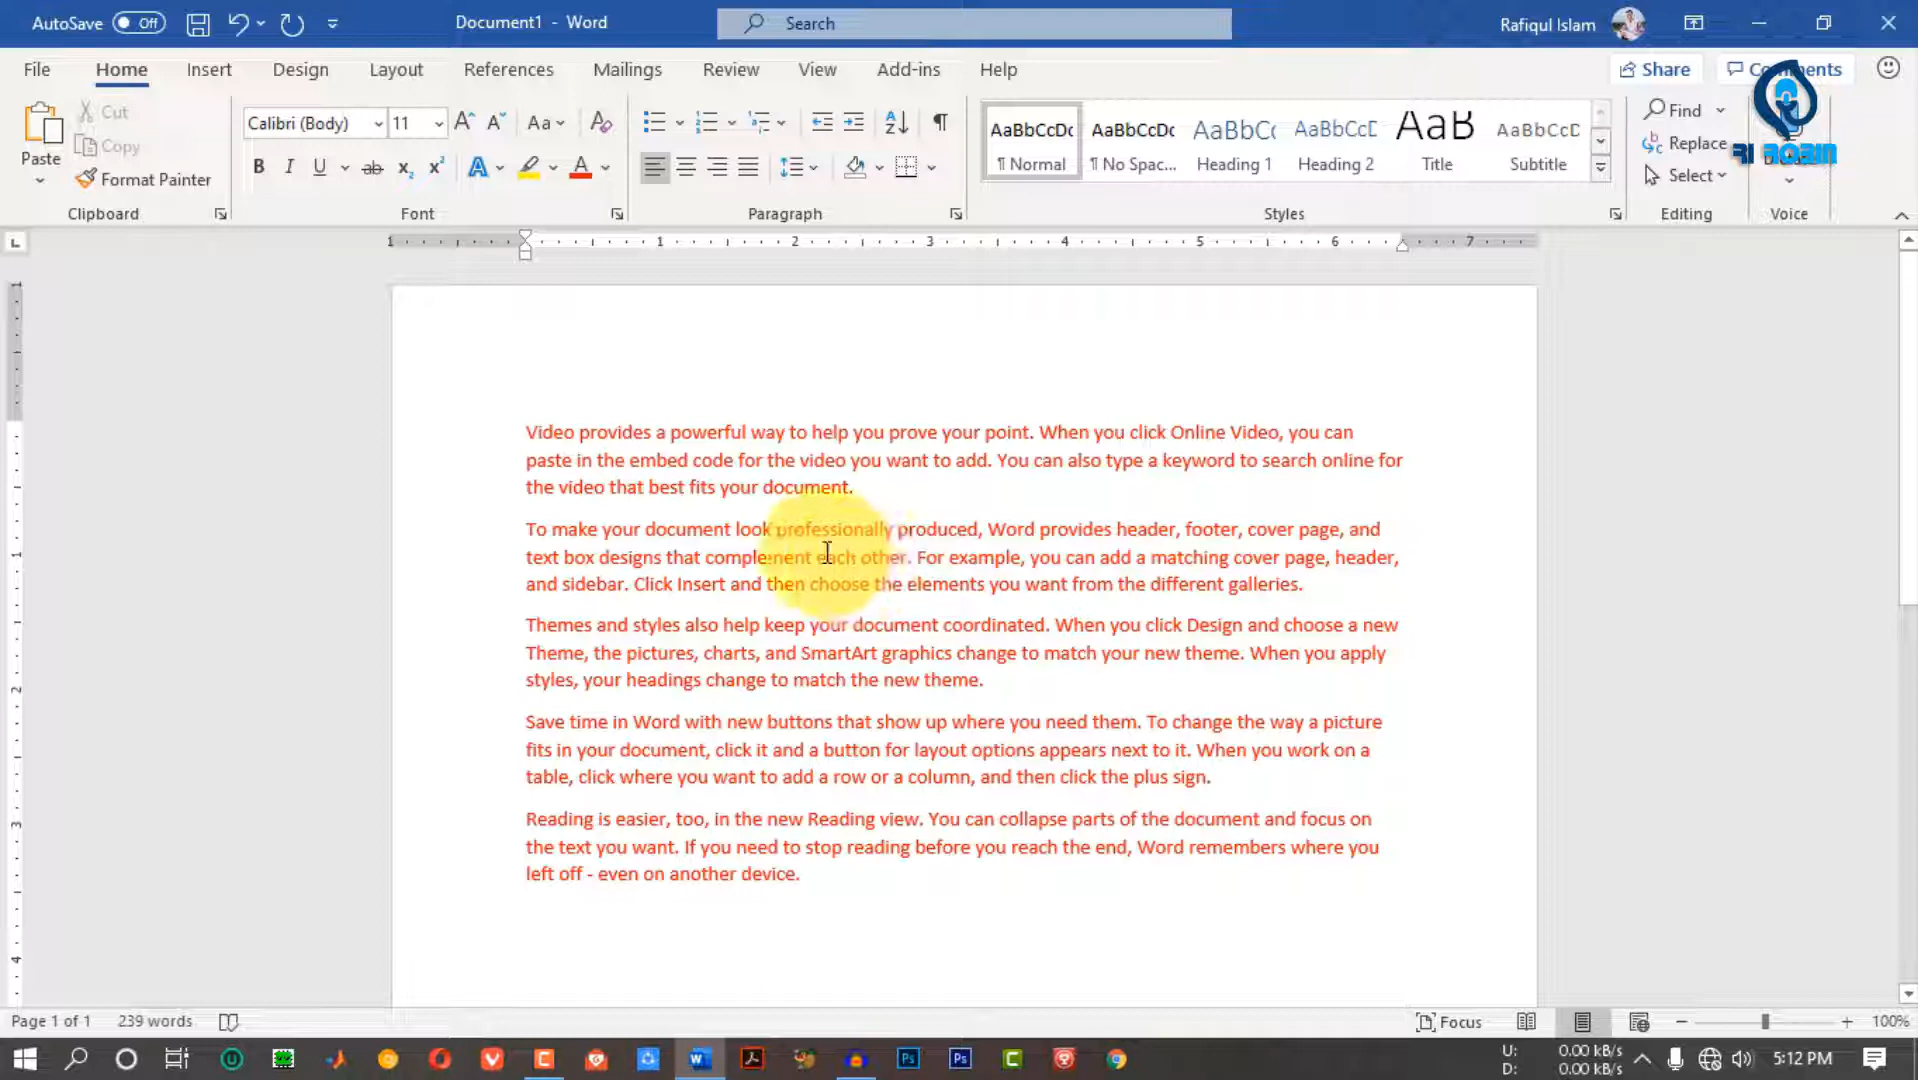 AutoSave Off Document1 - Word Search Rafiqul Islam
File Home Insert Design Layout References Mailings Review View Add-ins Help Share Comments
Cut Calibri (Body) 11 Aa AaBbCcDc AaBbCcDc AaBbCc AaBbCcD AaB AaBbCcD Find
Copy Replace RI ROBIN
Paste Format Painter B I U ab x₂ x² A A ¶ Normal ¶ No Spac... Heading 1 Heading 2 Title Subtitle Select
Clipboard Font Paragraph Styles Editing Voice
1 1 2 3 4 5 6 7
Video provides a powerful way to help you prove your point. When you click Online Video, you can
paste in the embed code for the video you want to add. You can also type a keyword to search online for
the video that best fits your document.
To make your document look professionally produced, Word provides header, footer, cover page, and
text box designs that complement each other. For example, you can add a matching cover page, header,
and sidebar. Click Insert and then choose the elements you want from the different galleries.
Themes and styles also help keep your document coordinated. When you click Design and choose a new
Theme, the pictures, charts, and SmartArt graphics change to match your new theme. When you apply
styles, your headings change to match the new theme.
Save time in Word with new buttons that show up where you need them. To change the way a picture
fits in your document, click it and a button for layout options appears next to it. When you work on a
table, click where you want to add a row or a column, and then click the plus sign.
Reading is easier, too, in the new Reading view. You can collapse parts of the document and focus on
the text you want. If you need to stop reading before you reach the end, Word remembers where you
left off - even on another device.
Page 1 of 1 239 words Focus 100%
U: 0.00 kB/s
D: 0.00 kB/s
5:12 PM